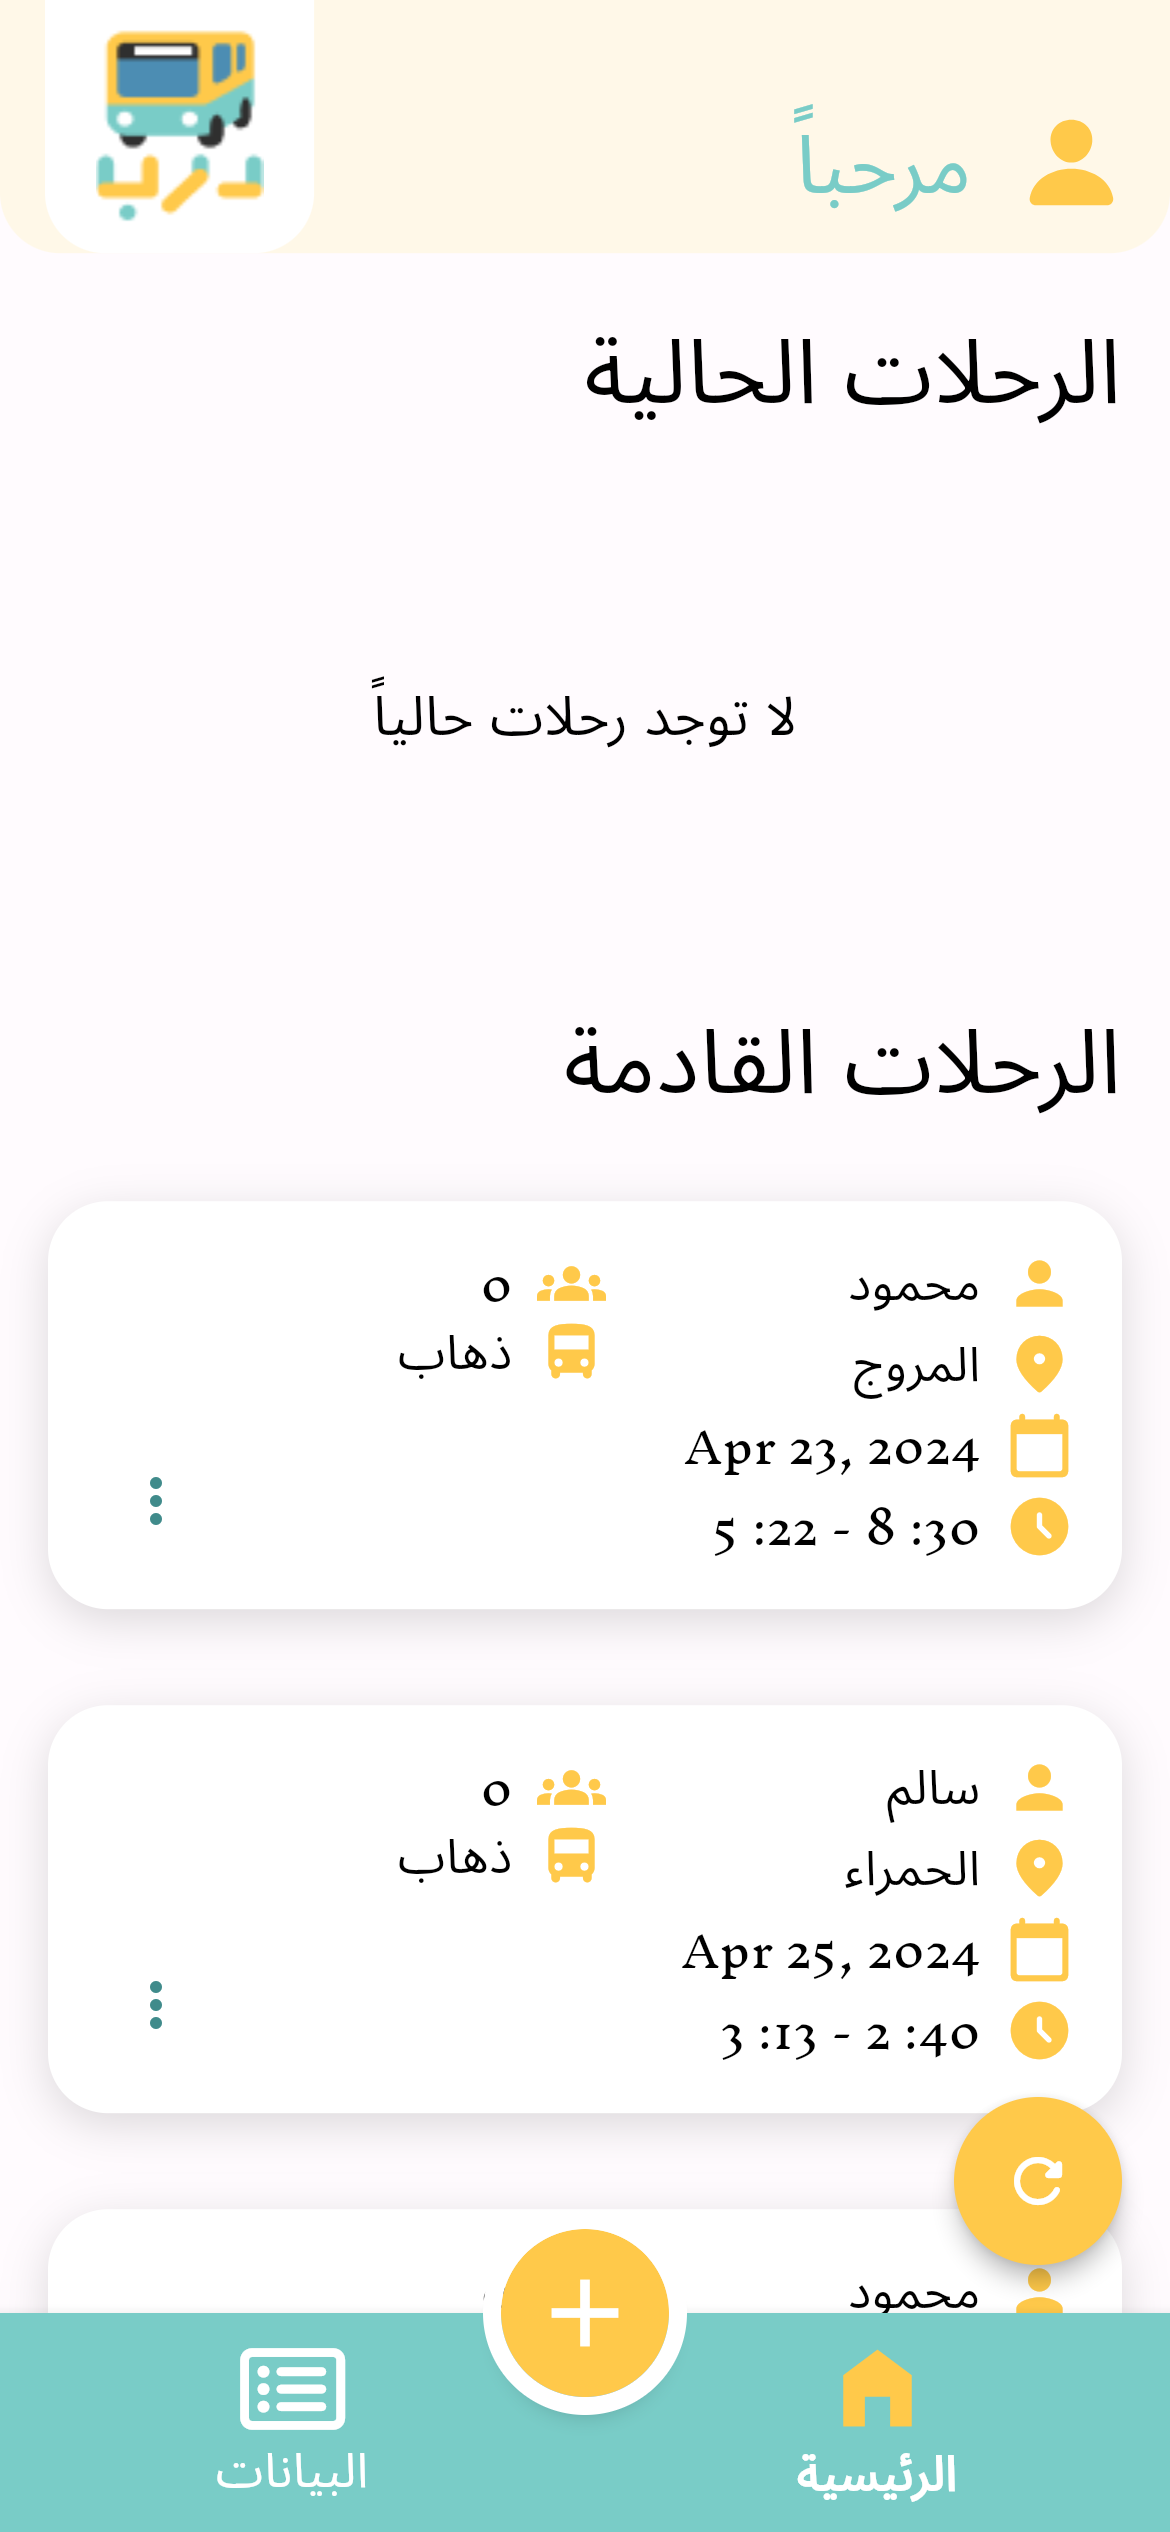 درب
مرحباً
الرحلات الحالية
لا توجد رحلات حالياً
الرحلات القادمة
محمود
0
المروج
ذهاب
Apr 23, 2024
5 :22 - 8 :30
سالم
0
الحمراء
ذهاب
Apr 25, 2024
3 :13 - 2 :40
محمود
الرئيسية
البيانات